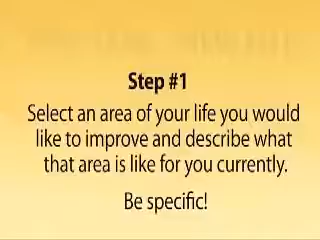 Step #1
Select an area of your life you would
like to improve and describe what
that area is like for you currently.
Be specific!